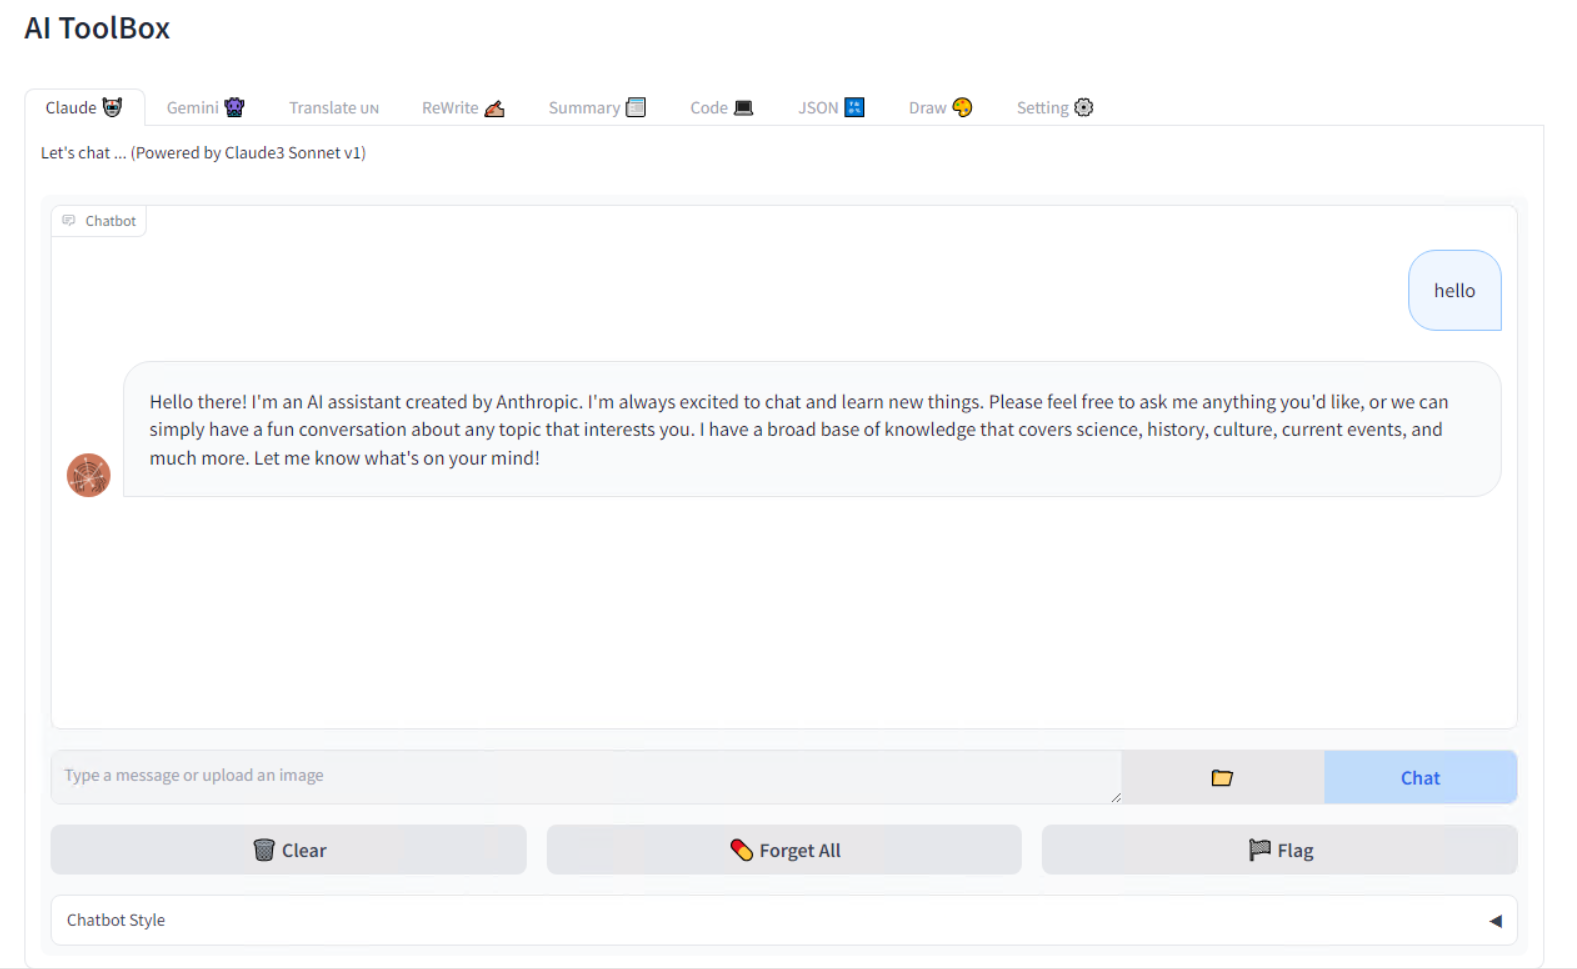 AI ToolBox
Claude Gemini Translate UN ReWrite Summary Code JSON Draw Setting
Let's chat ... (Powered by Claude3 Sonnet v1)
Chatbot
hello
Hello there! I'm an AI assistant created by Anthropic. I'm always excited to chat and learn new things. Please feel free to ask me anything you'd like, or we can
simply have a fun conversation about any topic that interests you. I have a broad base of knowledge that covers science, history, culture, current events, and
much more. Let me know what's on your mind!
Type a message or upload an image
Chat
Clear Forget All Flag
Chatbot Style